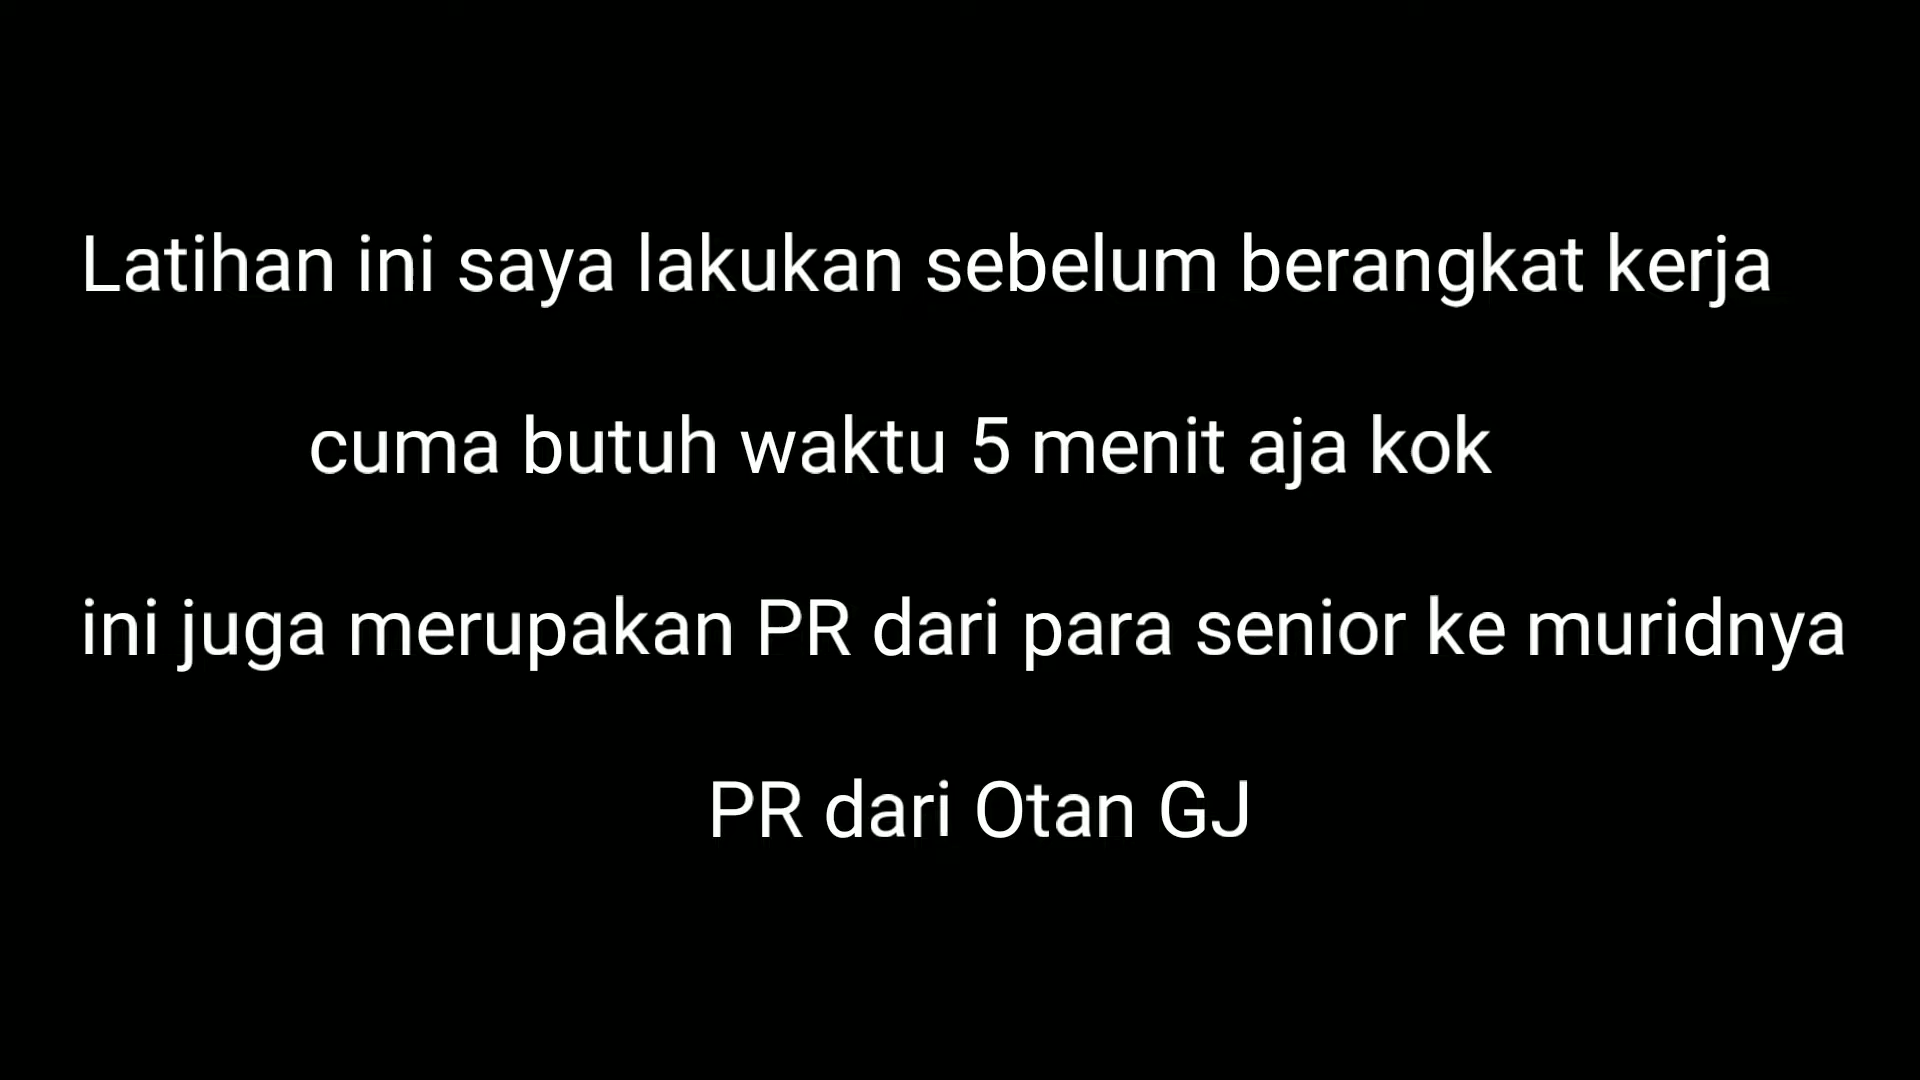 Latihan ini saya lakukan sebelum berangkat kerja
cuma butuh waktu 5 menit aja kok
ini juga merupakan PR dari para senior ke muridnya
PR dari Otan GJ